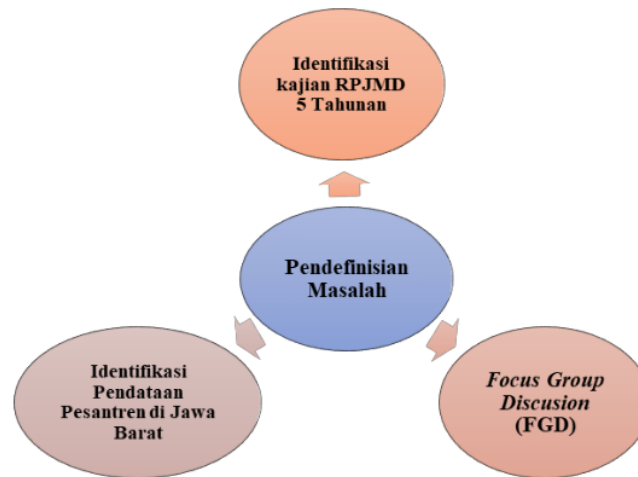 Identifikasi
kajian RPJMD
5 Tahunan
Pendefinisian
Masalah
Identifikasi
Pendataan
Pesantren di Jawa
Barat
Focus Group
Discusion
(FGD)